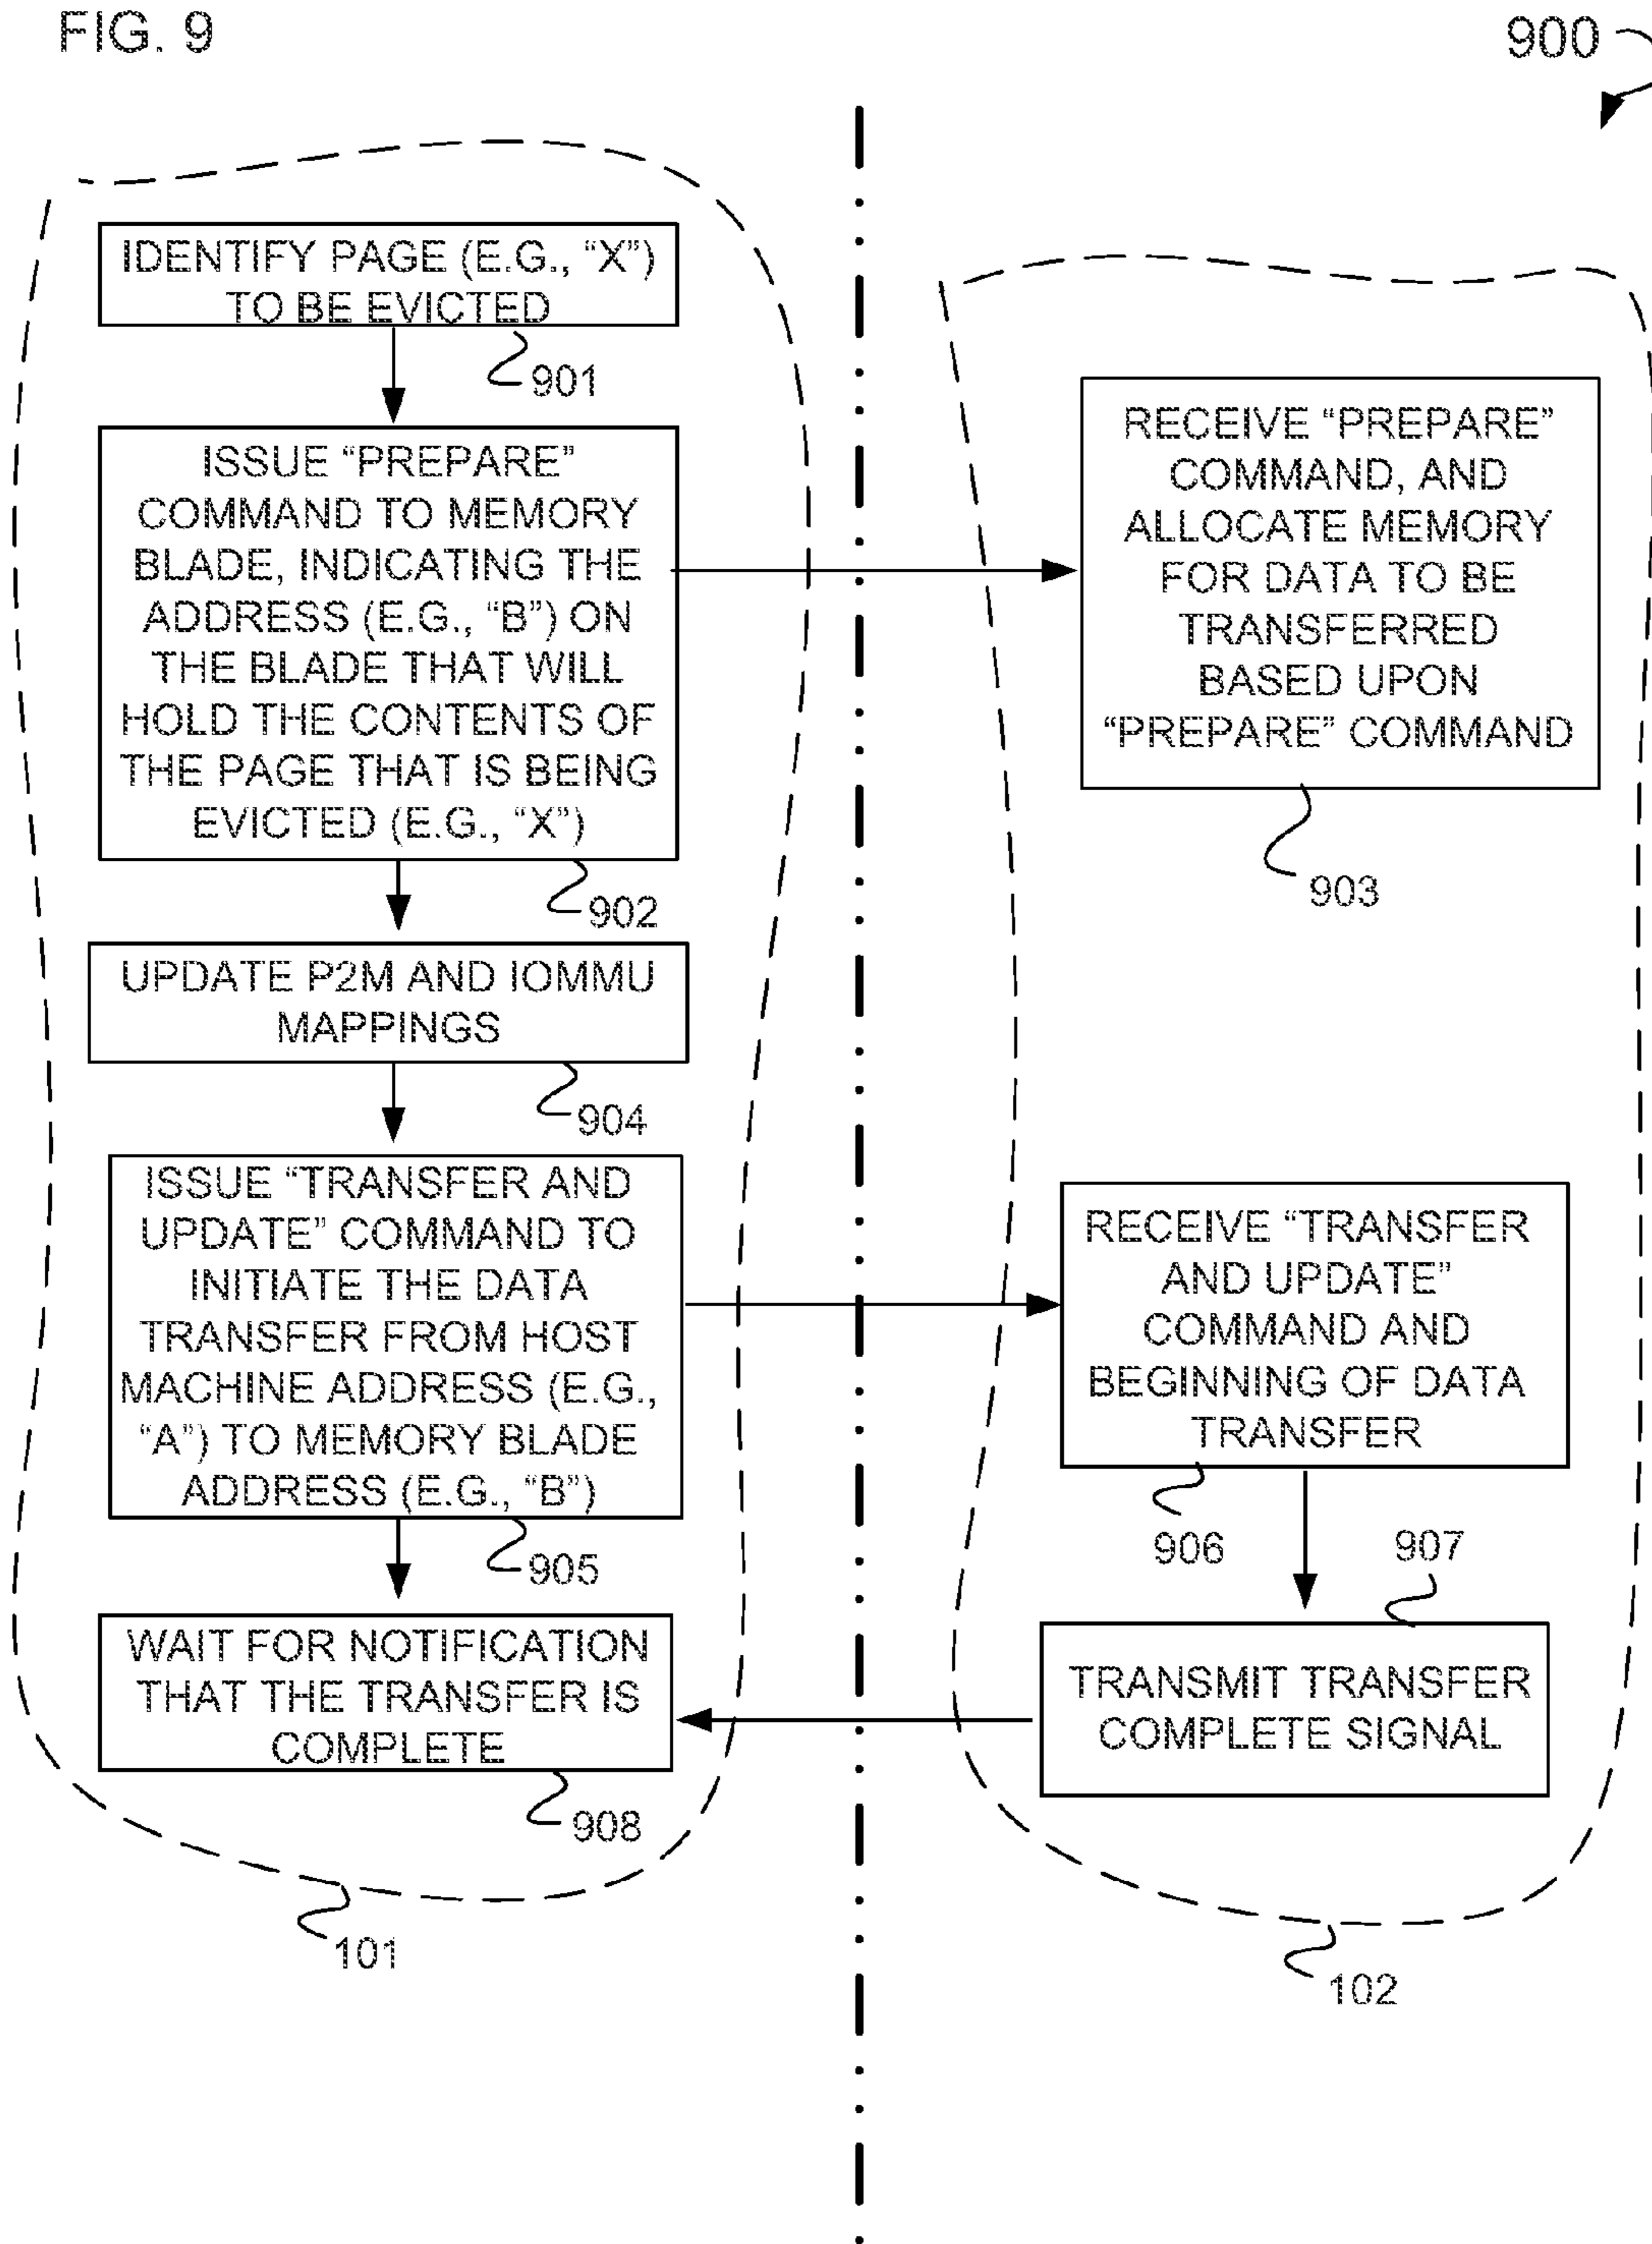 FIG. 9
900
IDENTIFY PAGE (E.G., “X”)
TO BE EVICTED
901
ISSUE “PREPARE”
COMMAND TO MEMORY
BLADE, INDICATING THE
ADDRESS (E.G., “B”) ON
THE BLADE THAT WILL
HOLD THE CONTENTS OF
THE PAGE THAT IS BEING
EVICTED (E.G., “X”)
902
RECEIVE “PREPARE”
COMMAND, AND
ALLOCATE MEMORY
FOR DATA TO BE
TRANSFERRED
BASED UPON
“PREPARE” COMMAND
903
UPDATE P2M AND IOMMU
MAPPINGS
904
ISSUE “TRANSFER AND
UPDATE” COMMAND TO
INITIATE THE DATA
TRANSFER FROM HOST
MACHINE ADDRESS (E.G.,
“A”) TO MEMORY BLADE
ADDRESS (E.G., “B”)
905
RECEIVE “TRANSFER
AND UPDATE”
COMMAND AND
BEGINNING OF DATA
TRANSFER
906
907
TRANSMIT TRANSFER
COMPLETE SIGNAL
WAIT FOR NOTIFICATION
THAT THE TRANSFER IS
COMPLETE
908
101
102